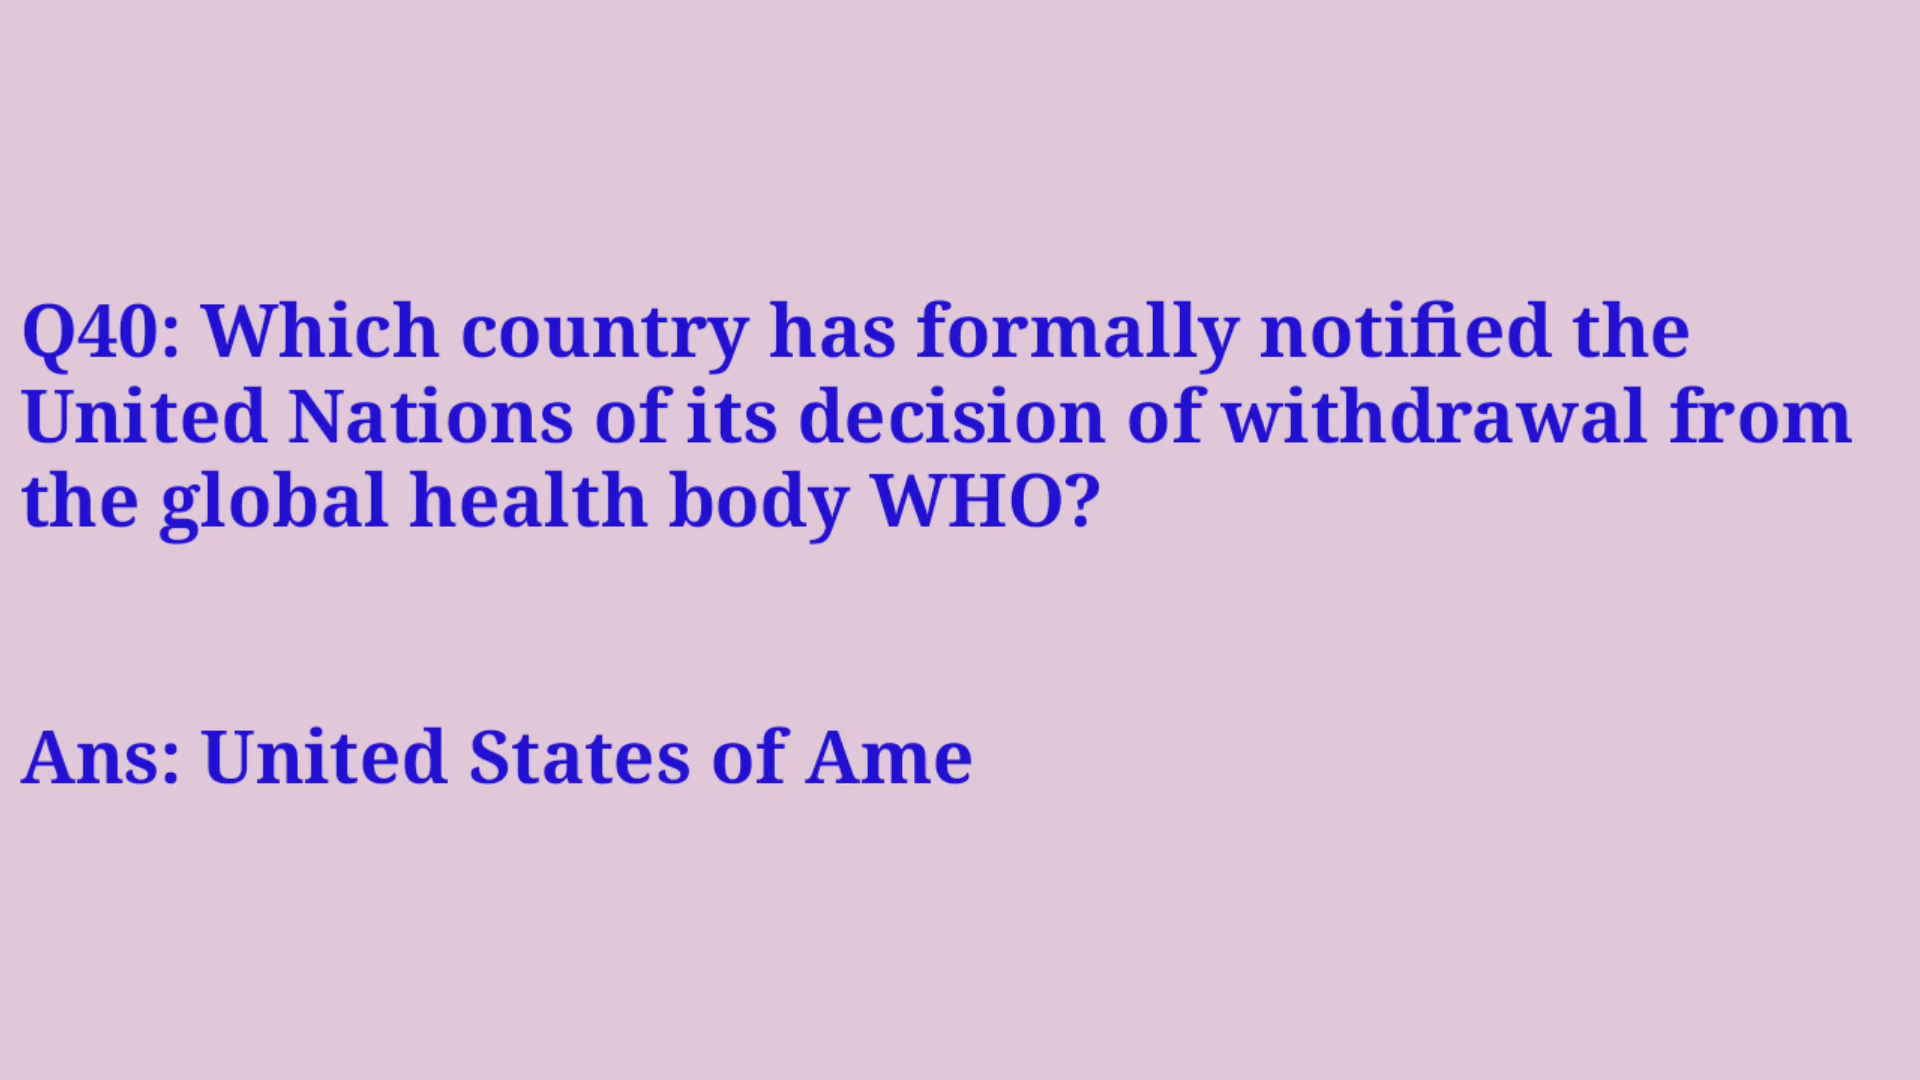 Q40: Which country has formally notified the
United Nations of its decision of withdrawal from
the global health body WHO?
Ans: United States of Ame